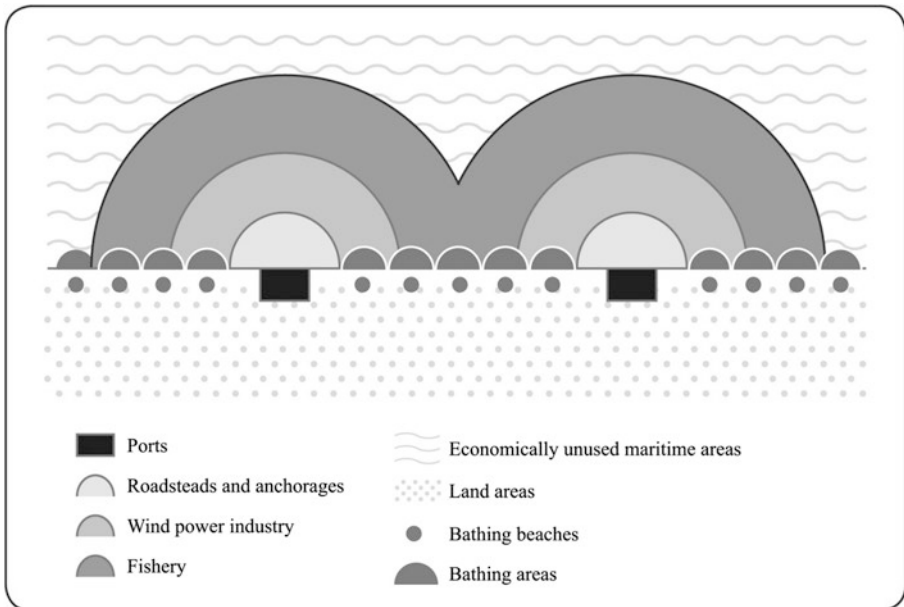 Ports
Roadsteads and anchorages
Wind power industry
Fishery
Economically unused maritime areas
Land areas
Bathing beaches
Bathing areas